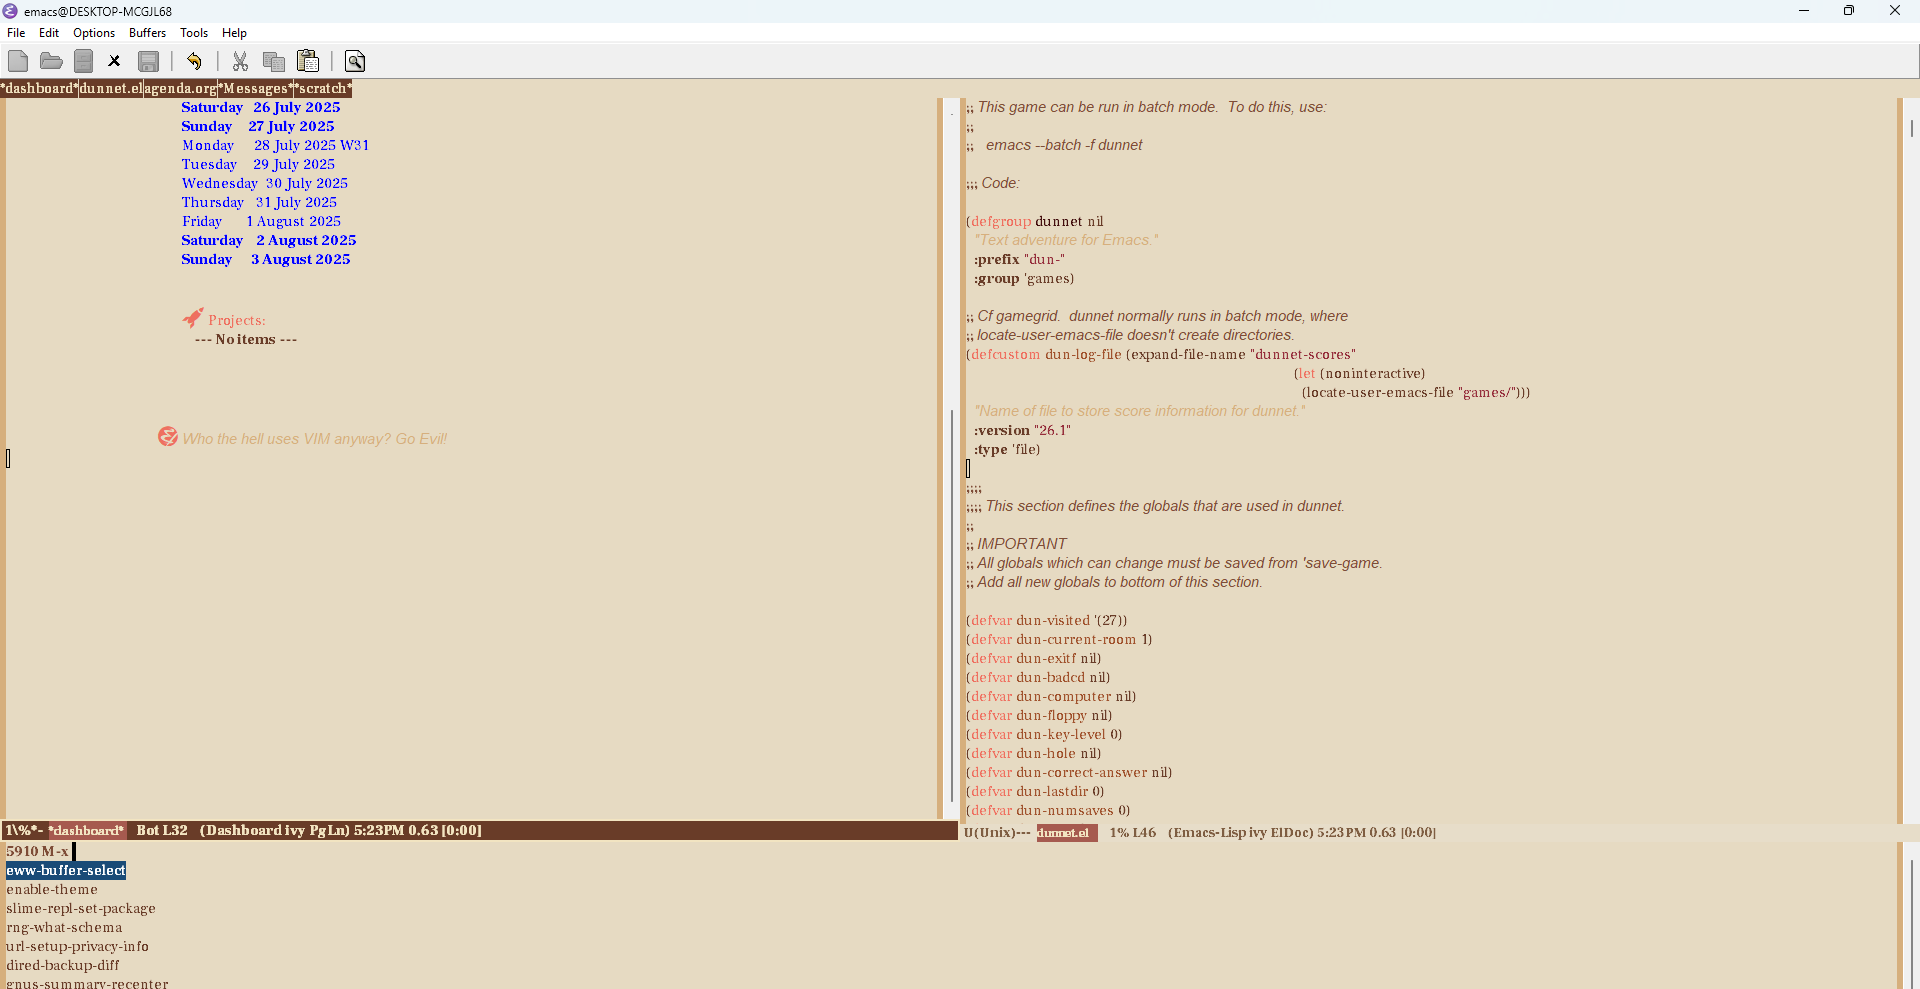 emacs@DESKTOP-MCGJL68
File Edit Options Buffers Tools Help
*dashboard* dunnet.el agenda.org *Messages* *scratch*
Saturday 26 July 2025
Sunday 27 July 2025
Monday 28 July 2025 W31
Tuesday 29 July 2025
Wednesday 30 July 2025
Thursday 31 July 2025
Friday 1 August 2025
Saturday 2 August 2025
Sunday 3 August 2025
Projects:
--- No items ---
Who the hell uses VIM anyway? Go Evil!
1\%*- *dashboard* Bot L32 (Dashboard ivy PgLn) 5:23PM 0.63 [0:00]
;; This game can be run in batch mode.  To do this, use:
;;
;;   emacs --batch -f dunnet
;;; Code:
(defgroup dunnet nil
"Text adventure for Emacs."
:prefix "dun-"
:group 'games)
;; Cf gamegrid.  dunnet normally runs in batch mode, where
;; locate-user-emacs-file doesn't create directories.
(defcustom dun-log-file (expand-file-name "dunnet-scores"
(let (noninteractive)
(locate-user-emacs-file "games/")))
"Name of file to store score information for dunnet."
:version "26.1"
:type 'file)
;;;;
;;;; This section defines the globals that are used in dunnet.
;;
;; IMPORTANT
;; All globals which can change must be saved from 'save-game.
;; Add all new globals to bottom of this section.
(defvar dun-visited '(27))
(defvar dun-current-room 1)
(defvar dun-exitf nil)
(defvar dun-badcd nil)
(defvar dun-computer nil)
(defvar dun-floppy nil)
(defvar dun-key-level 0)
(defvar dun-hole nil)
(defvar dun-correct-answer nil)
(defvar dun-lastdir 0)
(defvar dun-numsaves 0)
U(Unix)--- dunnet.el 1% L46 (Emacs-Lisp ivy ElDoc) 5:23PM 0.63 [0:00]
5910 M-x
eww-buffer-select
enable-theme
slime-repl-set-package
rng-what-schema
url-setup-privacy-info
dired-backup-diff
gnus-summary-recenter